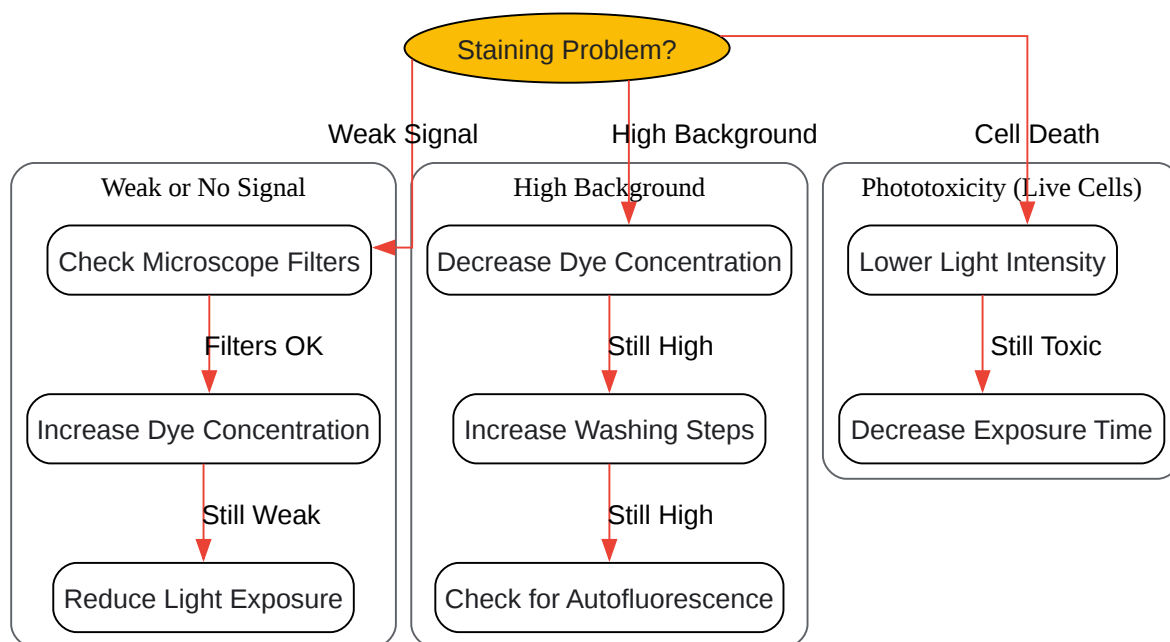 Staining Problem?
Weak Signal
High Background
Cell Death
Weak or No Signal
High Background
Phototoxicity (Live Cells)
Check Microscope Filters
Decrease Dye Concentration
Lower Light Intensity
Filters OK
Still High
Still Toxic
Increase Dye Concentration
Increase Washing Steps
Decrease Exposure Time
Still Weak
Still High
Reduce Light Exposure
Check for Autofluorescence